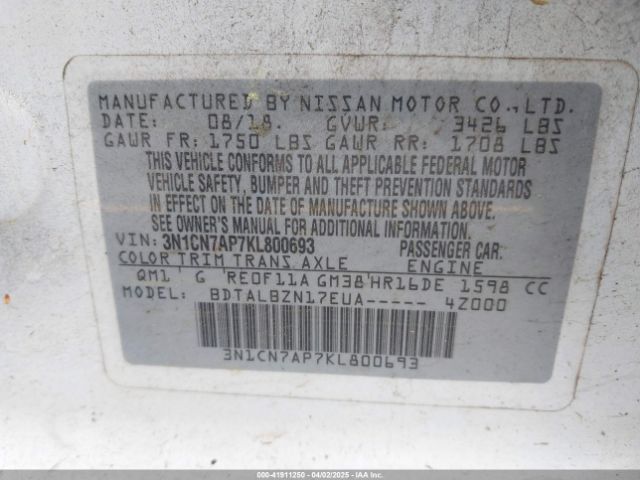 MANUFACTURED BY NISSAN MOTOR CO.,LTD.
DATE: 08/18 GVWR: 3426 LBS
GAWR FR: 1750 LBS GAWR RR: 1708 LBS
THIS VEHICLE CONFORMS TO ALL APPLICABLE FEDERAL MOTOR
VEHICLE SAFETY, BUMPER AND THEFT PREVENTION STANDARDS
IN EFFECT ON THE DATE OF MANUFACTURE SHOWN ABOVE.
SEE OWNER'S MANUAL FOR ADDITIONAL INFORMATION.
VIN: 3N1CN7AP7KL800693 PASSENGER CAR.
COLOR TRIM TRANS AXLE ENGINE
QM1 ' G 'RE0F11A GM38'HR16DE 1598 CC
MODEL: BDTALBZN17EUA----- 4Z000
3N1CN7AP7KL800693
000-41911250 04/02/2025 IAA, Inc.